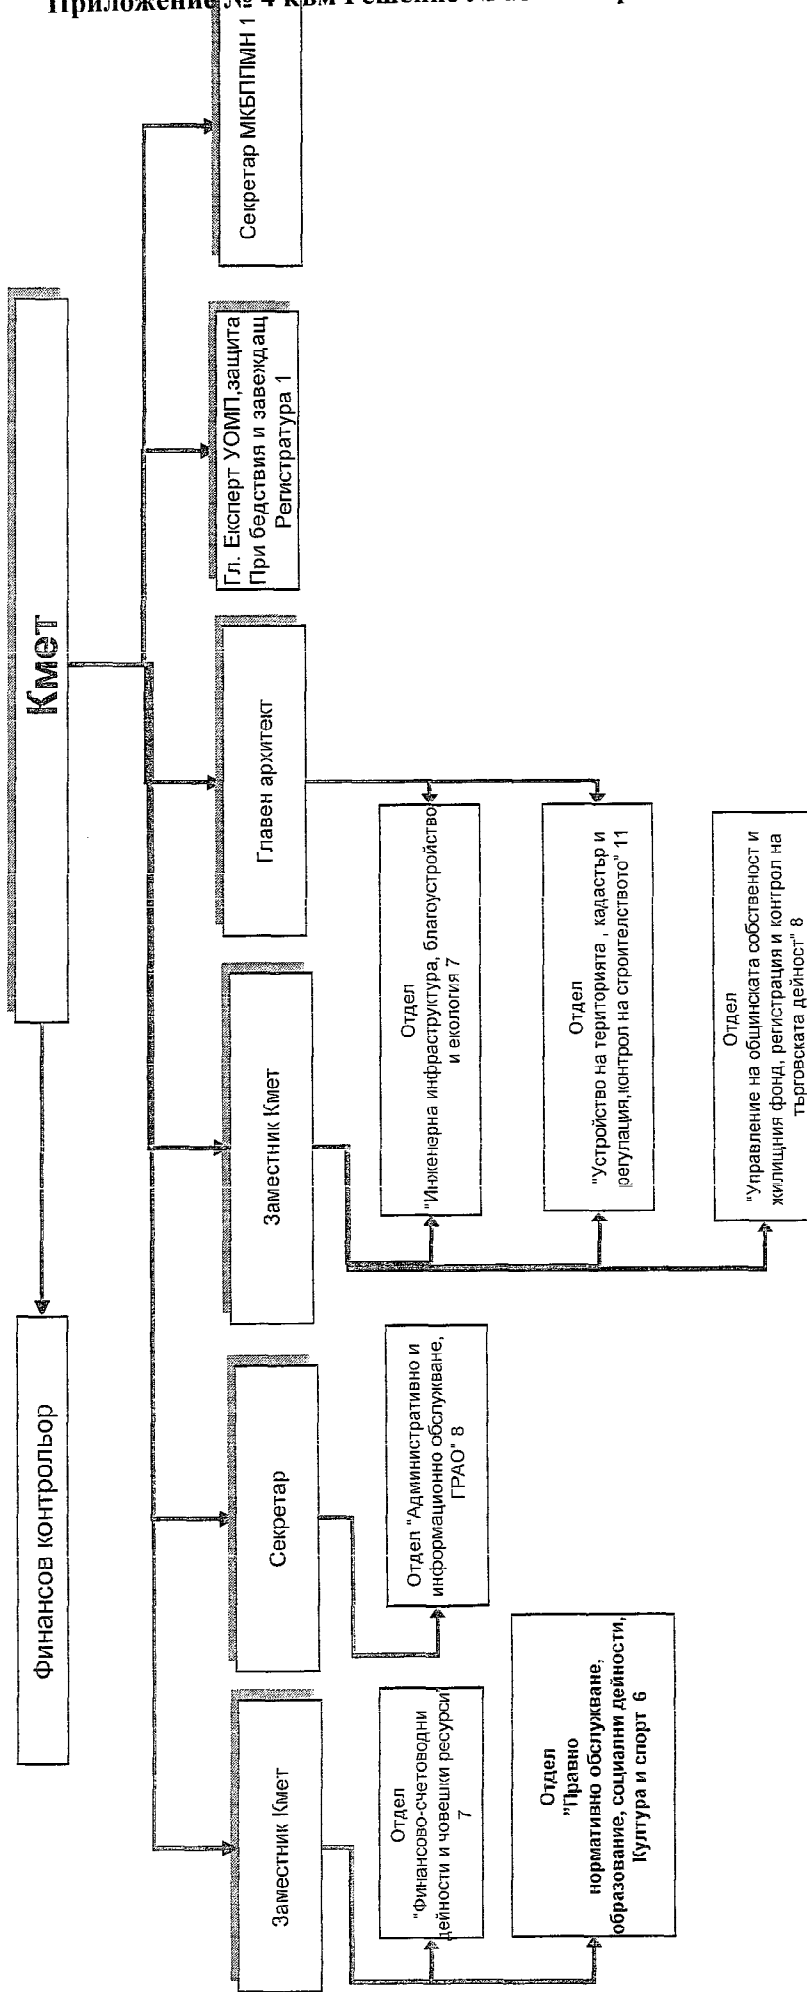 Приложение № 4 към Решение №
Кмет
Финансов контрольор
Заместник Кмет
Секретар
Заместник Кмет
Главен архитект
Гл. Експерт УОМП,защита
При бедствия и завеждащ
Регистратура 1
Секретар МКБППМН 1
Отдел
"Финансово-счетоводни
дейности и човешки ресурси"
7
Отдел
"Правно
нормативно обслужване,
образование, социални дейности,
Култура и спорт 6
Отдел "Административно и
информационно обслужване,
ГРАО" 8
Отдел
"Инженерна инфраструктура, благоустройство
и екология 7
Отдел
"Устройство на територията , кадастър и
регулация,контрол на строителството" 11
Отдел
"Управление на общинската собственост и
жилищния фонд, регистрация и контрол на
търговската дейност" 8